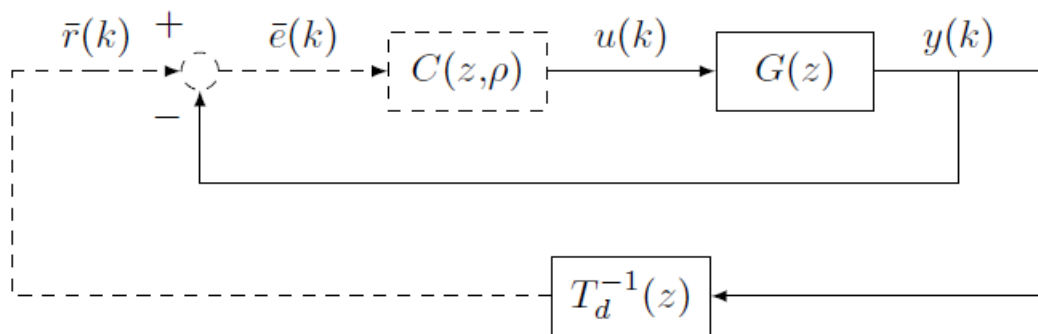 r̄(k) + ē(k) C(z,ρ) u(k) G(z) y(k)
−
T_d^{-1}(z)